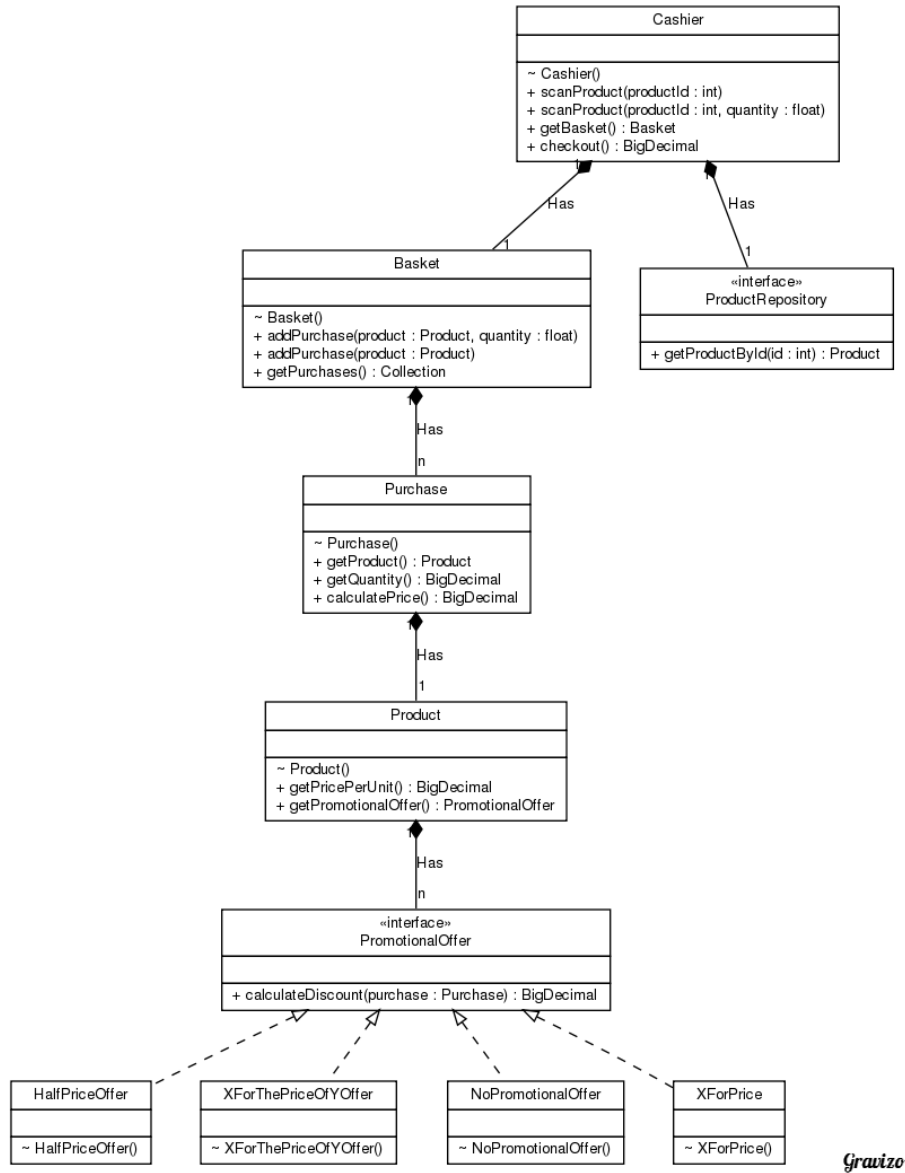 Cashier
~ Cashier()
+ scanProduct(productId : int)
+ scanProduct(productId : int, quantity : float)
+ getBasket() : Basket
+ checkout() : BigDecimal
1
1
Has
Has
1
1
Basket
~ Basket()
+ addPurchase(product : Product, quantity : float)
+ addPurchase(product : Product)
+ getPurchases() : Collection
«interface»
ProductRepository
+ getProductById(id : int) : Product
1
Has
n
Purchase
~ Purchase()
+ getProduct() : Product
+ getQuantity() : BigDecimal
+ calculatePrice() : BigDecimal
1
Has
1
Product
~ Product()
+ getPricePerUnit() : BigDecimal
+ getPromotionalOffer() : PromotionalOffer
1
Has
n
«interface»
PromotionalOffer
+ calculateDiscount(purchase : Purchase) : BigDecimal
HalfPriceOffer
~ HalfPriceOffer()
XForThePriceOfYOffer
~ XForThePriceOfYOffer()
NoPromotionalOffer
~ NoPromotionalOffer()
XForPrice
~ XForPrice()
Gravizo